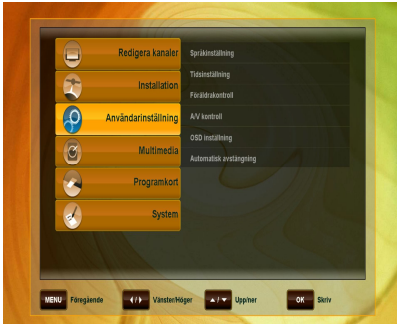 Redigera kanaler
Installation
Användarinställning
Multimedia
Programkort
System
Språkinställning
Tidsinställning
Föräldrakontroll
A/V kontroll
OSD inställning
Automatisk avstängning
MENU Föregående Vänster/Höger Upp/ner OK Skriv